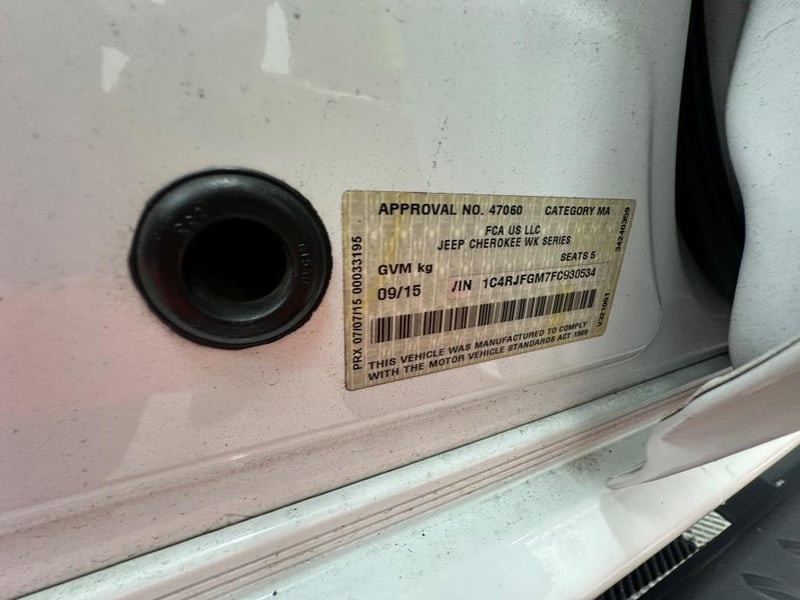 APPROVAL NO. 47060 CATEGORY MA
FCA US LLC
JEEP CHEROKEE WK SERIES
SEATS 5
GVM kg
09/15 VIN 1C4RJFGM7FC930534
THIS VEHICLE WAS MANUFACTURED TO COMPLY
WITH THE MOTOR VEHICLE STANDARDS ACT 1989
PRX 07/07/15 00033195
34240359
V321001